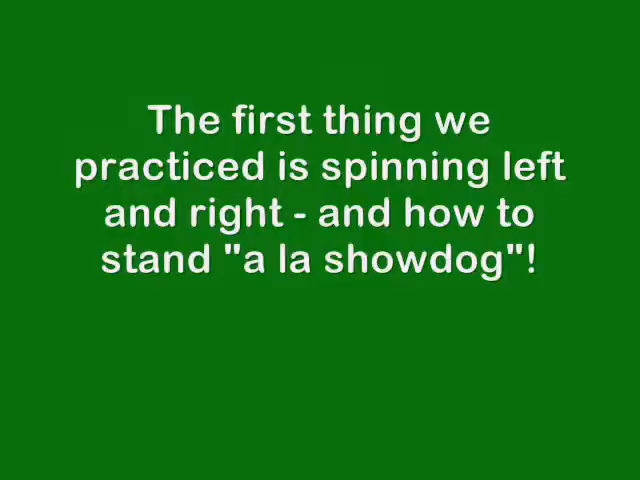 The first thing we
practiced is spinning left
and right - and how to
stand "a la showdog"!